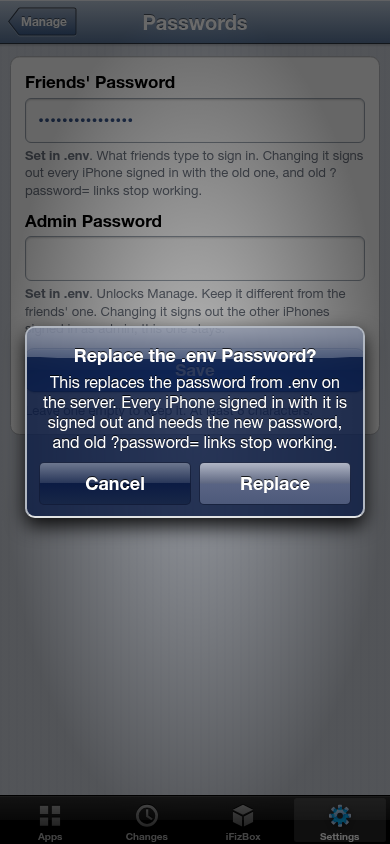 Manage
Passwords
Friends' Password
••••••••••••••••
Set in .env. What friends type to sign in. Changing it signs
out every iPhone signed in with the old one, and old ?
password= links stop working.
Admin Password
Set in .env. Unlocks Manage. Keep it different from the
friends' one. Changing it signs out the other iPhones
Replace the .env Password?
Save
This replaces the password from .env on
the server. Every iPhone signed in with it is
signed out and needs the new password,
and old ?password= links stop working.
Cancel
Replace
Apps
Changes
iFizBox
Settings